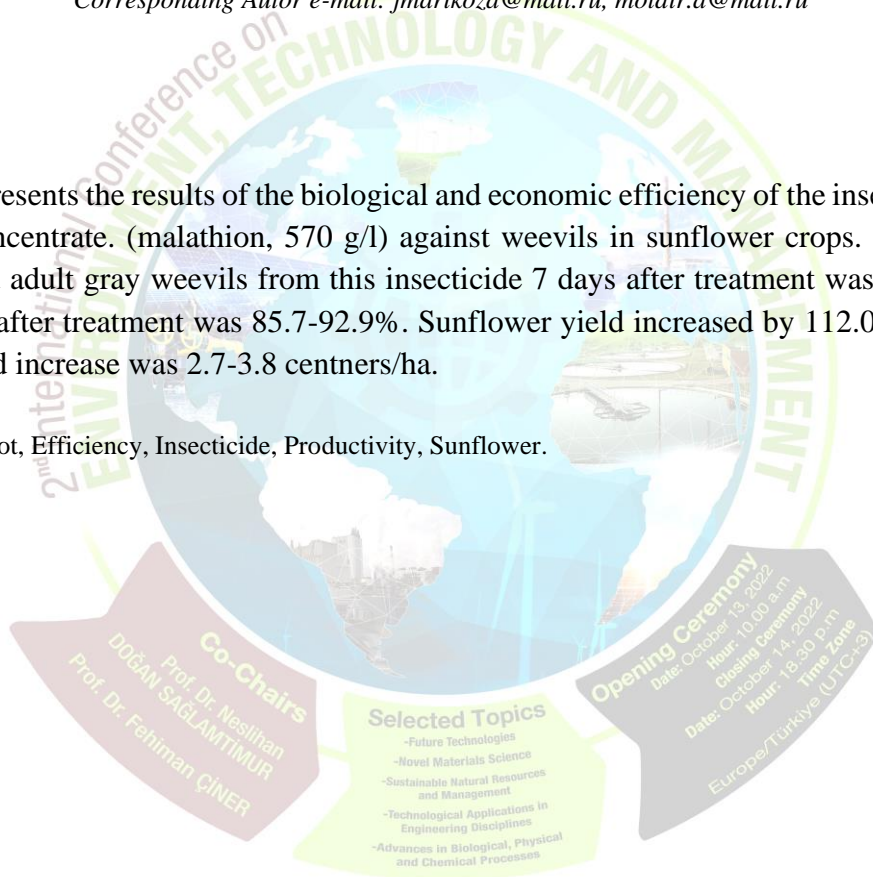 Corresponding Autor e-mail: jmartkoza@mail.ru, moldir.a@mail.ru
2nd International Conference on
ENVIRONMENT, TECHNOLOGY AND MANAGEMENT
resents the results of the biological and economic efficiency of the inse
ncentrate. (malathion, 570 g/l) against weevils in sunflower crops.
adult gray weevils from this insecticide 7 days after treatment was
after treatment was 85.7-92.9%. Sunflower yield increased by 112.0
d increase was 2.7-3.8 centners/ha.
ot, Efficiency, Insecticide, Productivity, Sunflower.
Co-Chairs
Prof. Dr. Neslihan
DOĞAN SAĞLAMTİMUR
Prof. Dr. Fehiman ÇİNER
Selected Topics
-Future Technologies
-Novel Materials Science
-Sustainable Natural Resources
and Management
-Technological Applications in
Engineering Disciplines
-Advances in Biological, Physical
and Chemical Processes
Opening Ceremony
Date: October 13, 2022
Hour: 10.00 a.m
Closing Ceremony
Date: October 14, 2022
Hour: 18.30 p.m
Time Zone
Europe/Türkiye (UTC+3)